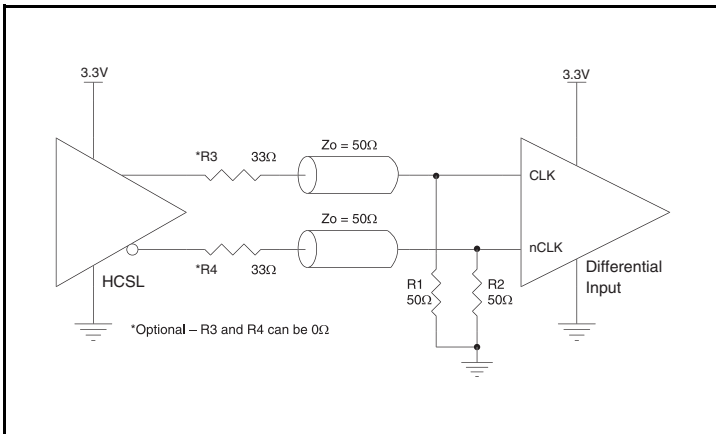 3.3V
3.3V
*R3 33Ω
Zo = 50Ω
CLK
Zo = 50Ω
nCLK
*R4 33Ω
HCSL
R1
50Ω
R2
50Ω
Differential
Input
*Optional – R3 and R4 can be 0Ω